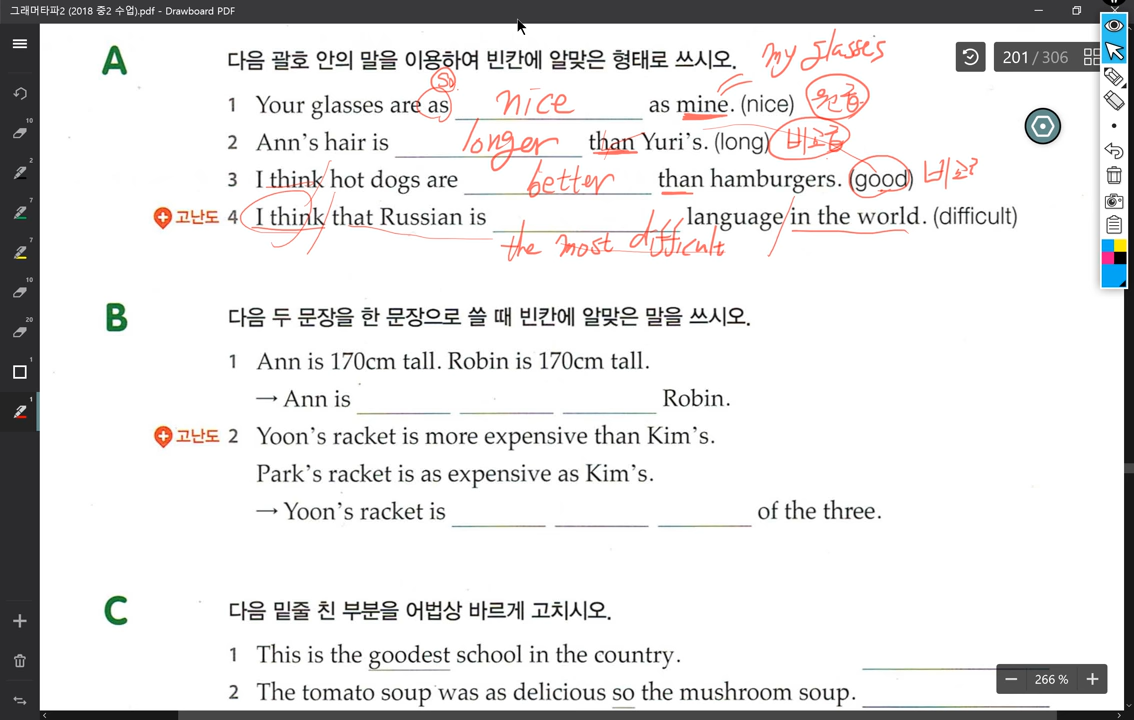 그래머타파2 (2018 중2 수업).pdf - Drawboard PDF
201 / 306
A 다음 괄호 안의 말을 이용하여 빈칸에 알맞은 형태로 쓰시오. my glasses
so
1 Your glasses are as nice as mine. (nice) 원급
2 Ann's hair is longer than Yuri's. (long) 비교급
3 I think hot dogs are better than hamburgers. (good) 비교
고난도 4 I think that Russian is the most difficult language in the world. (difficult)
B 다음 두 문장을 한 문장으로 쓸 때 빈칸에 알맞은 말을 쓰시오.
1 Ann is 170cm tall. Robin is 170cm tall.
→ Ann is Robin.
고난도 2 Yoon's racket is more expensive than Kim's.
Park's racket is as expensive as Kim's.
→ Yoon's racket is of the three.
C 다음 밑줄 친 부분을 어법상 바르게 고치시오.
1 This is the goodest school in the country.
2 The tomato soup was as delicious so the mushroom soup.
266 %
10
2
7
7
10
20
1
1